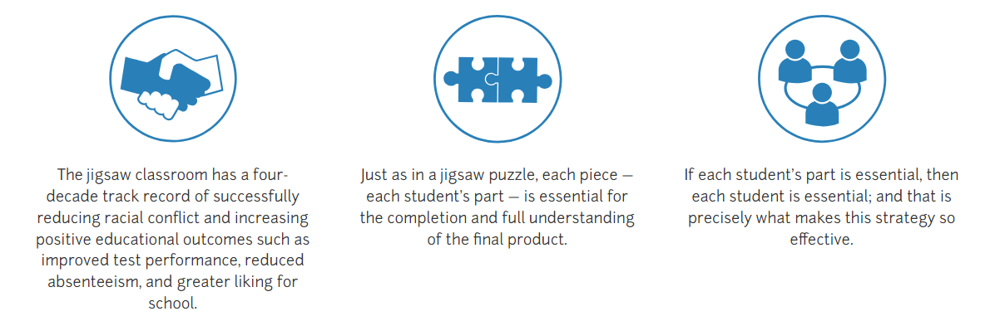 The jigsaw classroom has a four-
decade track record of successfully
reducing racial conflict and increasing
positive educational outcomes such as
improved test performance, reduced
absenteeism, and greater liking for
school.
Just as in a jigsaw puzzle, each piece —
each student’s part — is essential for
the completion and full understanding
of the final product.
If each student’s part is essential, then
each student is essential; and that is
precisely what makes this strategy so
effective.